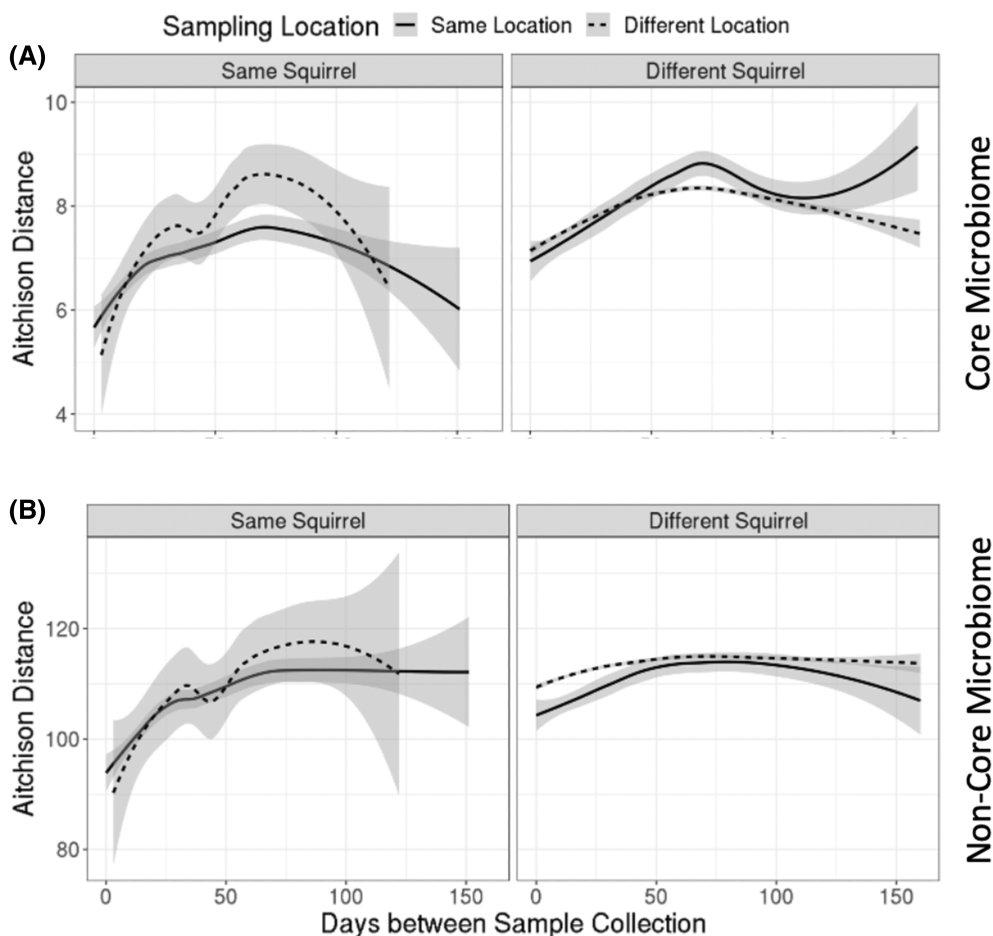 Sampling Location Same Location Different Location
(A)
Same Squirrel Different Squirrel
10
8
6
4
Aitchison Distance
Core Microbiome
(B)
Same Squirrel Different Squirrel
120
100
80
Aitchison Distance
Non-Core Microbiome
0 50 100 150 0 50 100 150
Days between Sample Collection